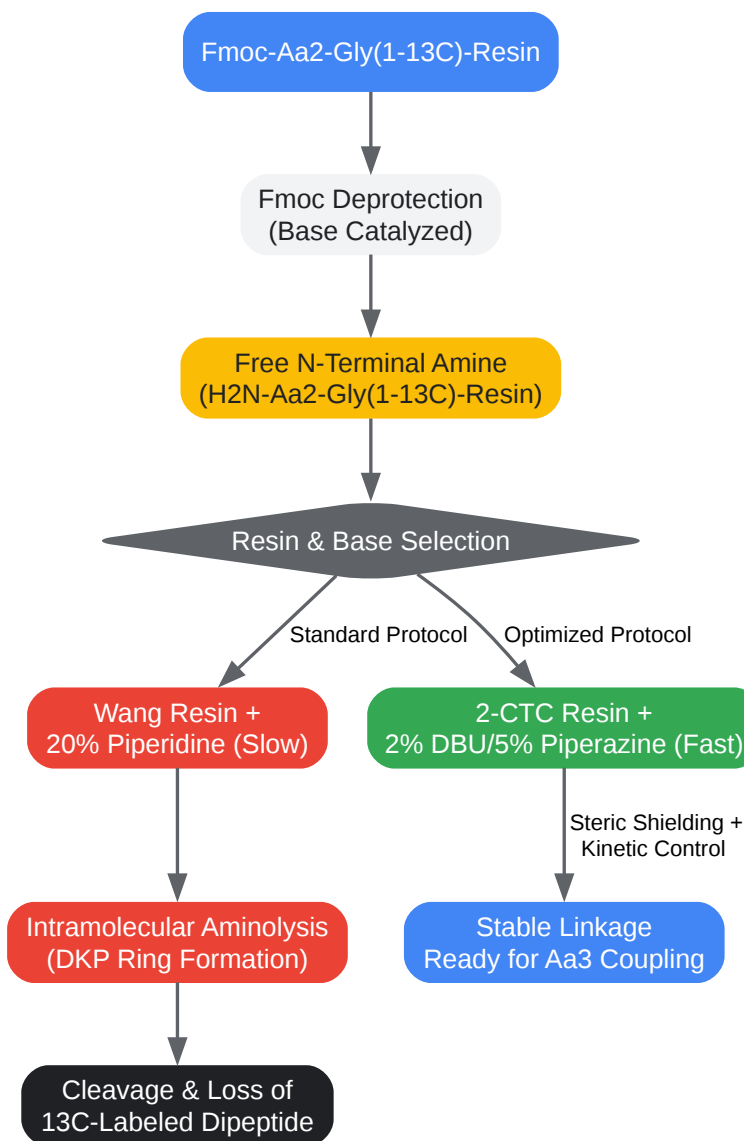 Fmoc-Aa2-Gly(1-13C)-Resin
Fmoc Deprotection
(Base Catalyzed)
Free N-Terminal Amine
(H2N-Aa2-Gly(1-13C)-Resin)
Resin & Base Selection
Standard Protocol
Optimized Protocol
Wang Resin +
20% Piperidine (Slow)
2-CTC Resin +
2% DBU/5% Piperazine (Fast)
Steric Shielding +
Kinetic Control
Intramolecular Aminolysis
(DKP Ring Formation)
Stable Linkage
Ready for Aa3 Coupling
Cleavage & Loss of
13C-Labeled Dipeptide